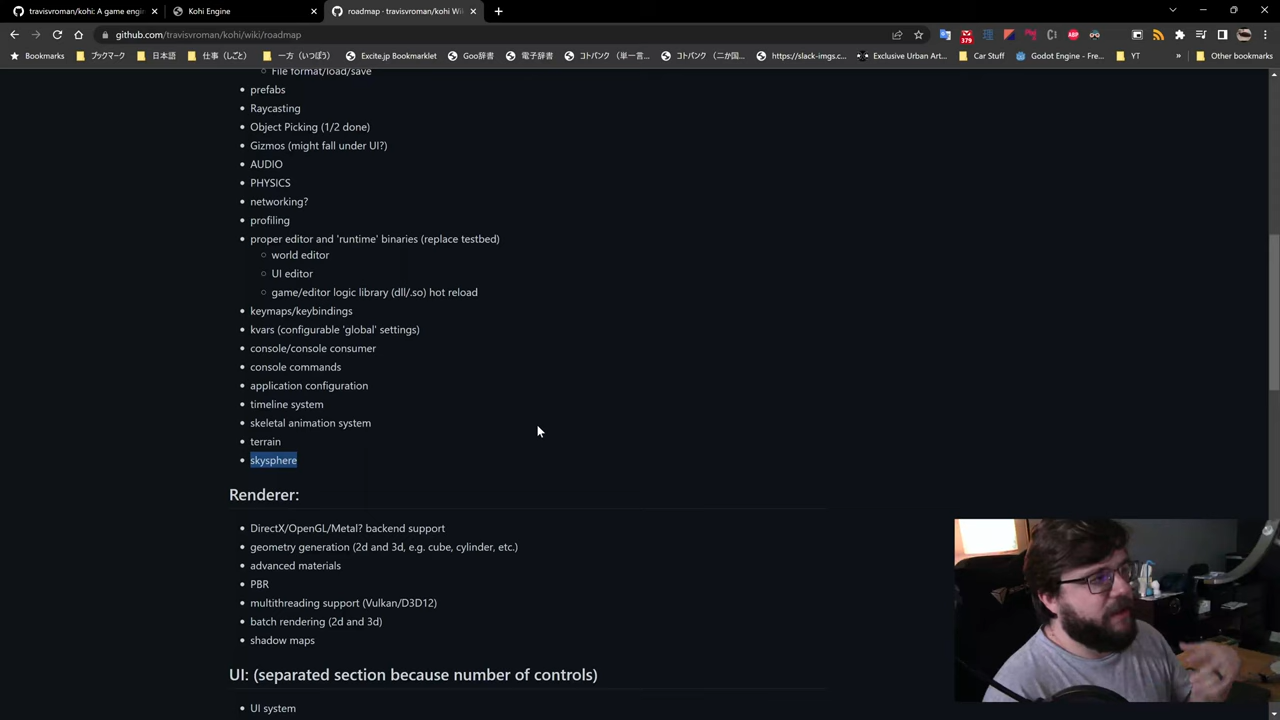 travisvroman/kohi: A game engi
Kohi Engine
roadmap · travisvroman/kohi Wi
github.com/travisvroman/kohi/wiki/roadmap
379
Bookmarks
ブックマーク
日本語
仕事（しごと）
一方（いっぽう）
Excite.jp Bookmarklet
Goo辞書
電子辞書
コトバンク （単一言...
コトバンク （二か国...
https://slack-imgs.c...
Exclusive Urban Art...
Car Stuff
Godot Engine - Fre...
YT
»
Other bookmarks
File format/load/save
prefabs
Raycasting
Object Picking (1/2 done)
Gizmos (might fall under UI?)
AUDIO
PHYSICS
networking?
profiling
proper editor and 'runtime' binaries (replace testbed)
world editor
UI editor
game/editor logic library (dll/.so) hot reload
keymaps/keybindings
kvars (configurable 'global' settings)
console/console consumer
console commands
application configuration
timeline system
skeletal animation system
terrain
skysphere
Renderer:
DirectX/OpenGL/Metal? backend support
geometry generation (2d and 3d, e.g. cube, cylinder, etc.)
advanced materials
PBR
multithreading support (Vulkan/D3D12)
batch rendering (2d and 3d)
shadow maps
UI: (separated section because number of controls)
UI system